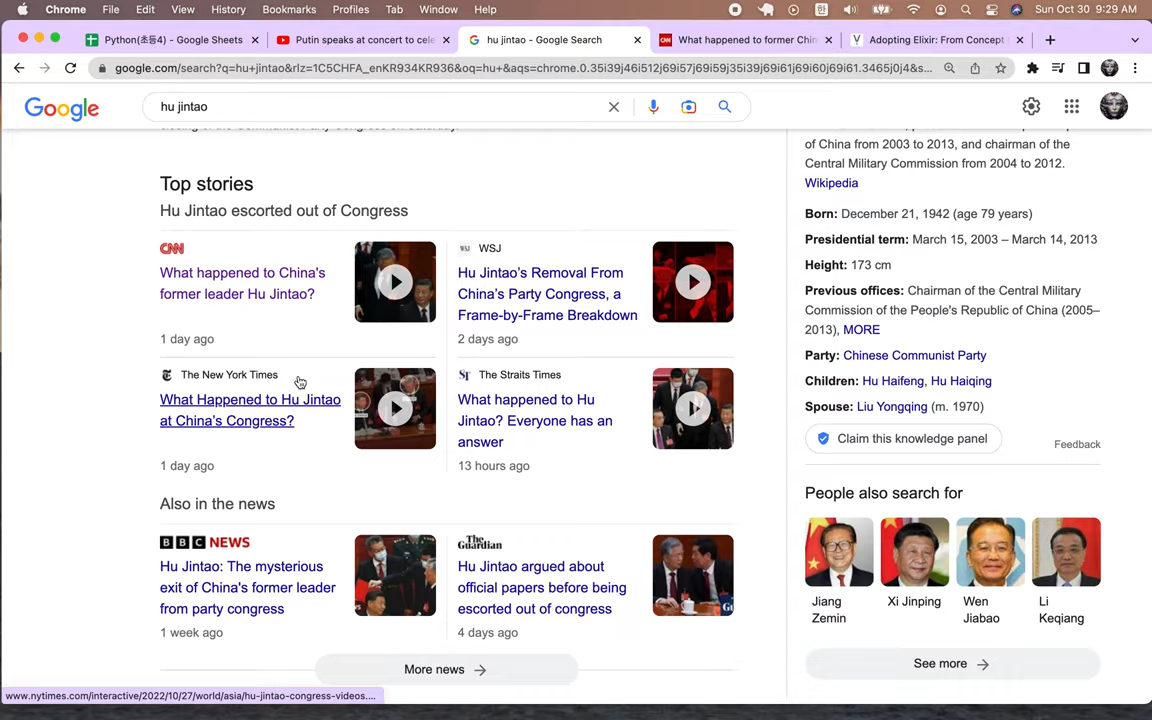 Chrome File Edit View History Bookmarks Profiles Tab Window Help
한
Sun Oct 30 9:29 AM
Python(초등4) - Google Sheets
Putin speaks at concert to cele
hu jintao - Google Search
CNN What happened to former Chin
Adopting Elixir: From Concept
google.com/search?q=hu+jintao&rlz=1C5CHFA_enKR934KR936&oq=hu+&aqs=chrome.0.35i39j46i512j69i57j69i59j35i39j69i61j69i60j69i61.3465j0j4&s...
Google
hu jintao
Top stories
Hu Jintao escorted out of Congress
CNN
What happened to China's
former leader Hu Jintao?
1 day ago
WSJ WSJ
Hu Jintao's Removal From
China's Party Congress, a
Frame-by-Frame Breakdown
2 days ago
The New York Times
What Happened to Hu Jintao
at China's Congress?
1 day ago
ST The Straits Times
What happened to Hu
Jintao? Everyone has an
answer
13 hours ago
Also in the news
BBC NEWS
Hu Jintao: The mysterious
exit of China's former leader
from party congress
1 week ago
The Guardian
Hu Jintao argued about
official papers before being
escorted out of congress
4 days ago
More news
of China from 2003 to 2013, and chairman of the
Central Military Commission from 2004 to 2012.
Wikipedia
Born: December 21, 1942 (age 79 years)
Presidential term: March 15, 2003 – March 14, 2013
Height: 173 cm
Previous offices: Chairman of the Central Military
Commission of the People's Republic of China (2005–
2013), MORE
Party: Chinese Communist Party
Children: Hu Haifeng, Hu Haiqing
Spouse: Liu Yongqing (m. 1970)
Claim this knowledge panel
Feedback
People also search for
Jiang
Zemin
Xi Jinping
Wen
Jiabao
Li
Keqiang
See more
www.nytimes.com/interactive/2022/10/27/world/asia/hu-jintao-congress-videos....